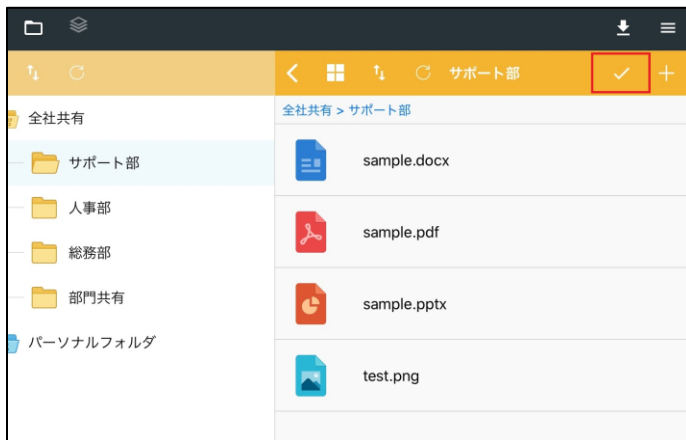 サポート部
全社共有
サポート部
人事部
総務部
部門共有
パーソナルフォルダ
全社共有 > サポート部
sample.docx
sample.pdf
sample.pptx
test.png